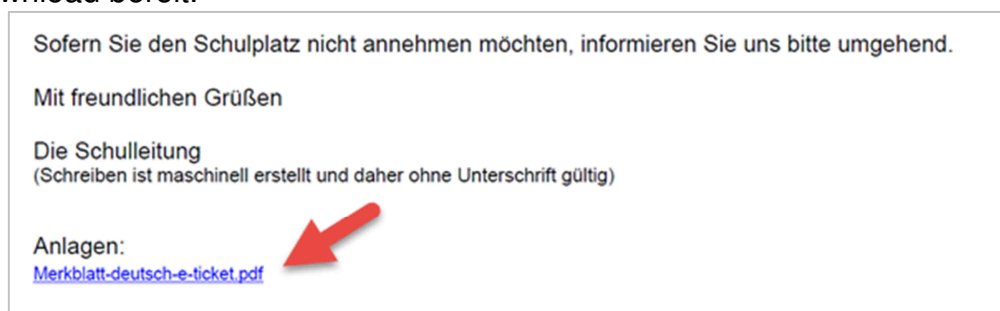 bereit.
Sofern Sie den Schulplatz nicht annehmen möchten, informieren Sie uns bitte umgehend.
Mit freundlichen Grüßen
Die Schulleitung
(Schreiben ist maschinell erstellt und daher ohne Unterschrift gültig)
Anlagen:
Merkblatt-deutsch-e-ticket.pdf